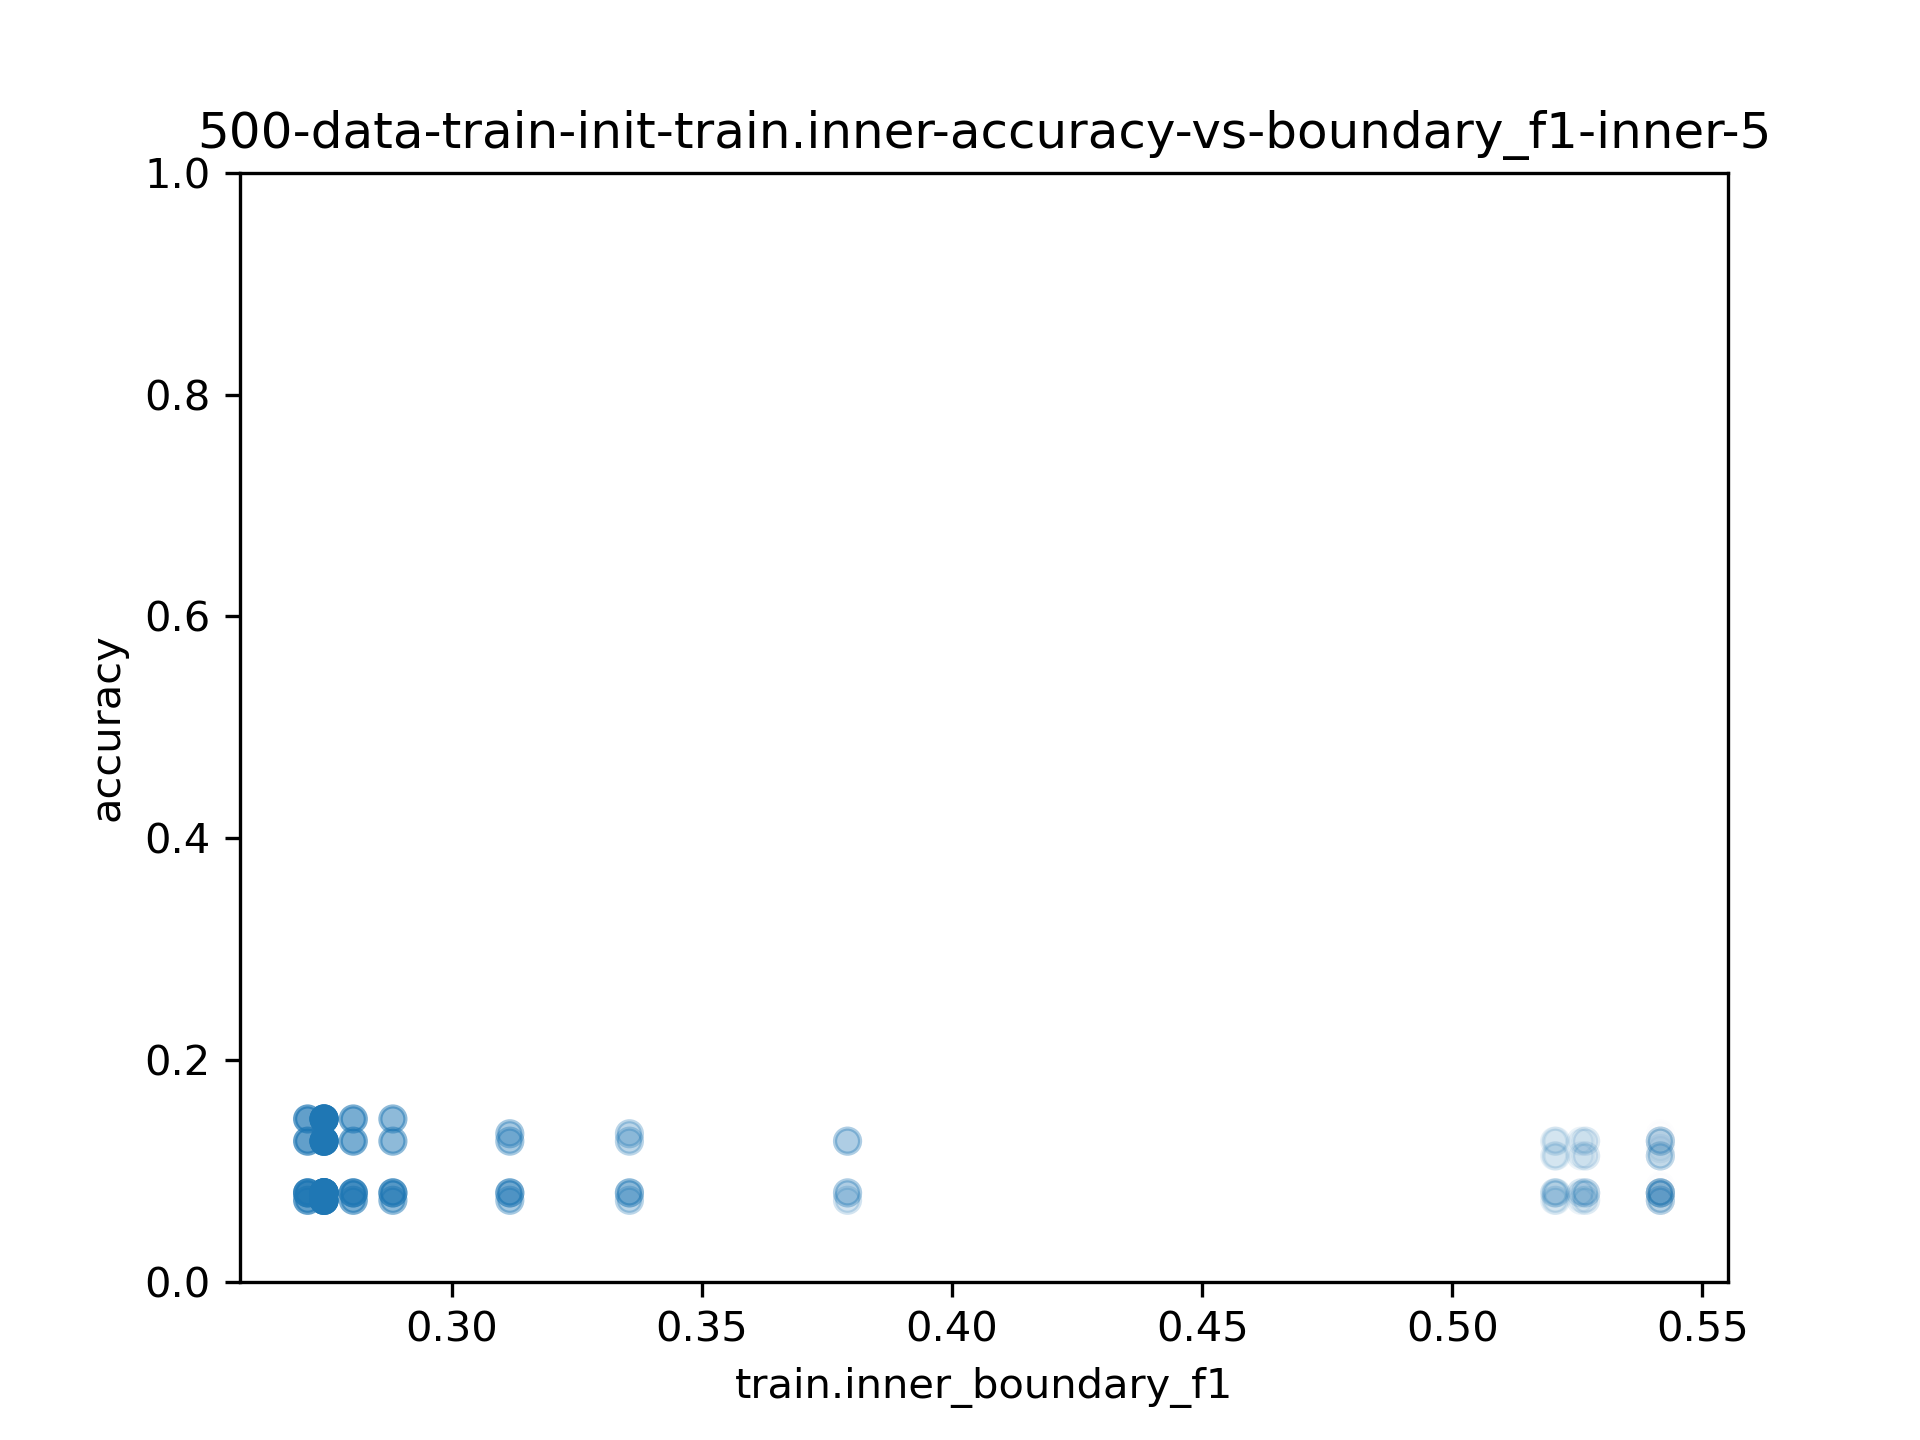 500-data-train-init-train.inner-accuracy-vs-boundary_f1-inner-5
1.0
0.8
0.6
0.4
0.2
0.0
accuracy
0.30 0.35 0.40 0.45 0.50 0.55
train.inner_boundary_f1